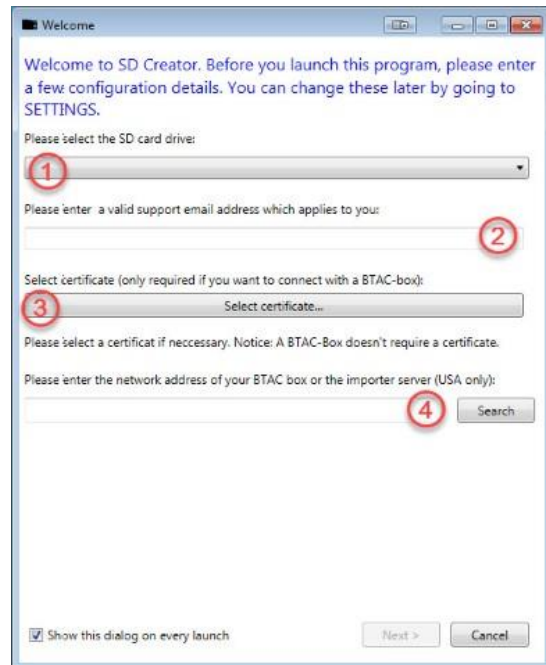 Welcome
Welcome to SD Creator. Before you launch this program, please enter
a few configuration details. You can change these later by going to
SETTINGS.
Please select the SD card drive:
1
Please enter a valid support email address which applies to you:
2
Select certificate (only required if you want to connect with a BTAC-box):
3 Select certificate...
Please select a certificat if neccessary. Notice: A BTAC-Box doesn't require a certificate.
Please enter the network address of your BTAC box or the importer server (USA only):
4 Search
Show this dialog on every launch Next > Cancel